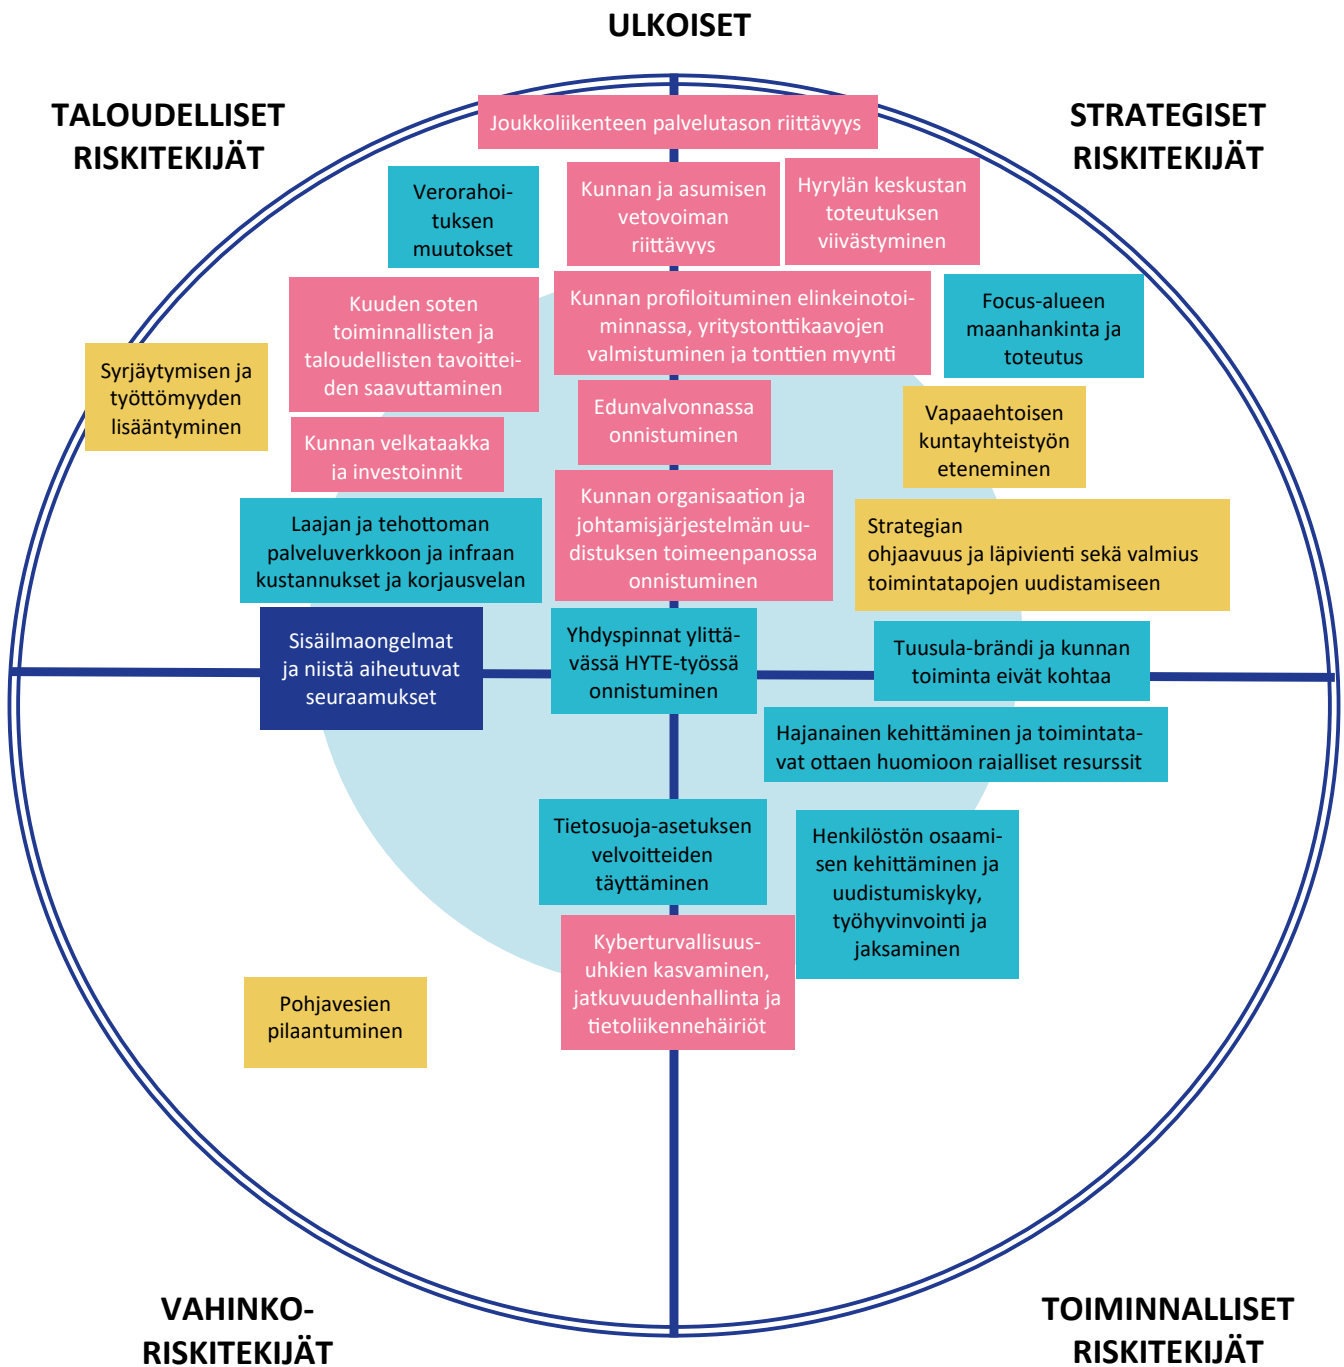 ULKOISET
TALOUDELLISET
RISKITEKIJÄT
STRATEGISET
RISKITEKIJÄT
Joukkoliikenteen palvelutason riittävyys
Verorahoi-
tuksen
muutokset
Kunnan ja asumisen
vetovoiman
riittävyys
Hyrylän keskustan
toteutuksen
viivästyminen
Kuuden soten
toiminnallisten ja
taloudellisten tavoittei-
den saavuttaminen
Kunnan profiloituminen elinkeinotoi-
minnassa, yritystonttikaavojen
valmistuminen ja tonttien myynti
Focus-alueen
maanhankinta ja
toteutus
Syrjäytymisen ja
työttömyyden
lisääntyminen
Edunvalvonnassa
onnistuminen
Vapaaehtoisen
kuntayhteistyön
eteneminen
Kunnan velkataakka
ja investoinnit
Kunnan organisaation ja
johtamisjärjestelmän uu-
distuksen toimeenpanossa
onnistuminen
Laajan ja tehottoman
palveluverkkoon ja infraan
kustannukset ja korjausvelan
Strategian
ohjaavuus ja läpivienti sekä valmius
toimintatapojen uudistamiseen
Sisäilmaongelmat
ja niistä aiheutuvat
seuraamukset
Yhdyspinnat ylittä-
vässä HYTE-työssä
onnistuminen
Tuusula-brändi ja kunnan
toiminta eivät kohtaa
Hajanainen kehittäminen ja toimintata-
vat ottaen huomioon rajalliset resurssit
Tietosuoja-asetuksen
velvoitteiden
täyttäminen
Henkilöstön osaami-
sen kehittäminen ja
uudistumiskyky,
työhyvinvointi ja
jaksaminen
Kyberturvallisuus-
uhkien kasvaminen,
jatkuvuudenhallinta ja
tietoliikennehäiriöt
Pohjavesien
pilaantuminen
VAHINKO-
RISKITEKIJÄT
TOIMINNALLISET
RISKITEKIJÄT